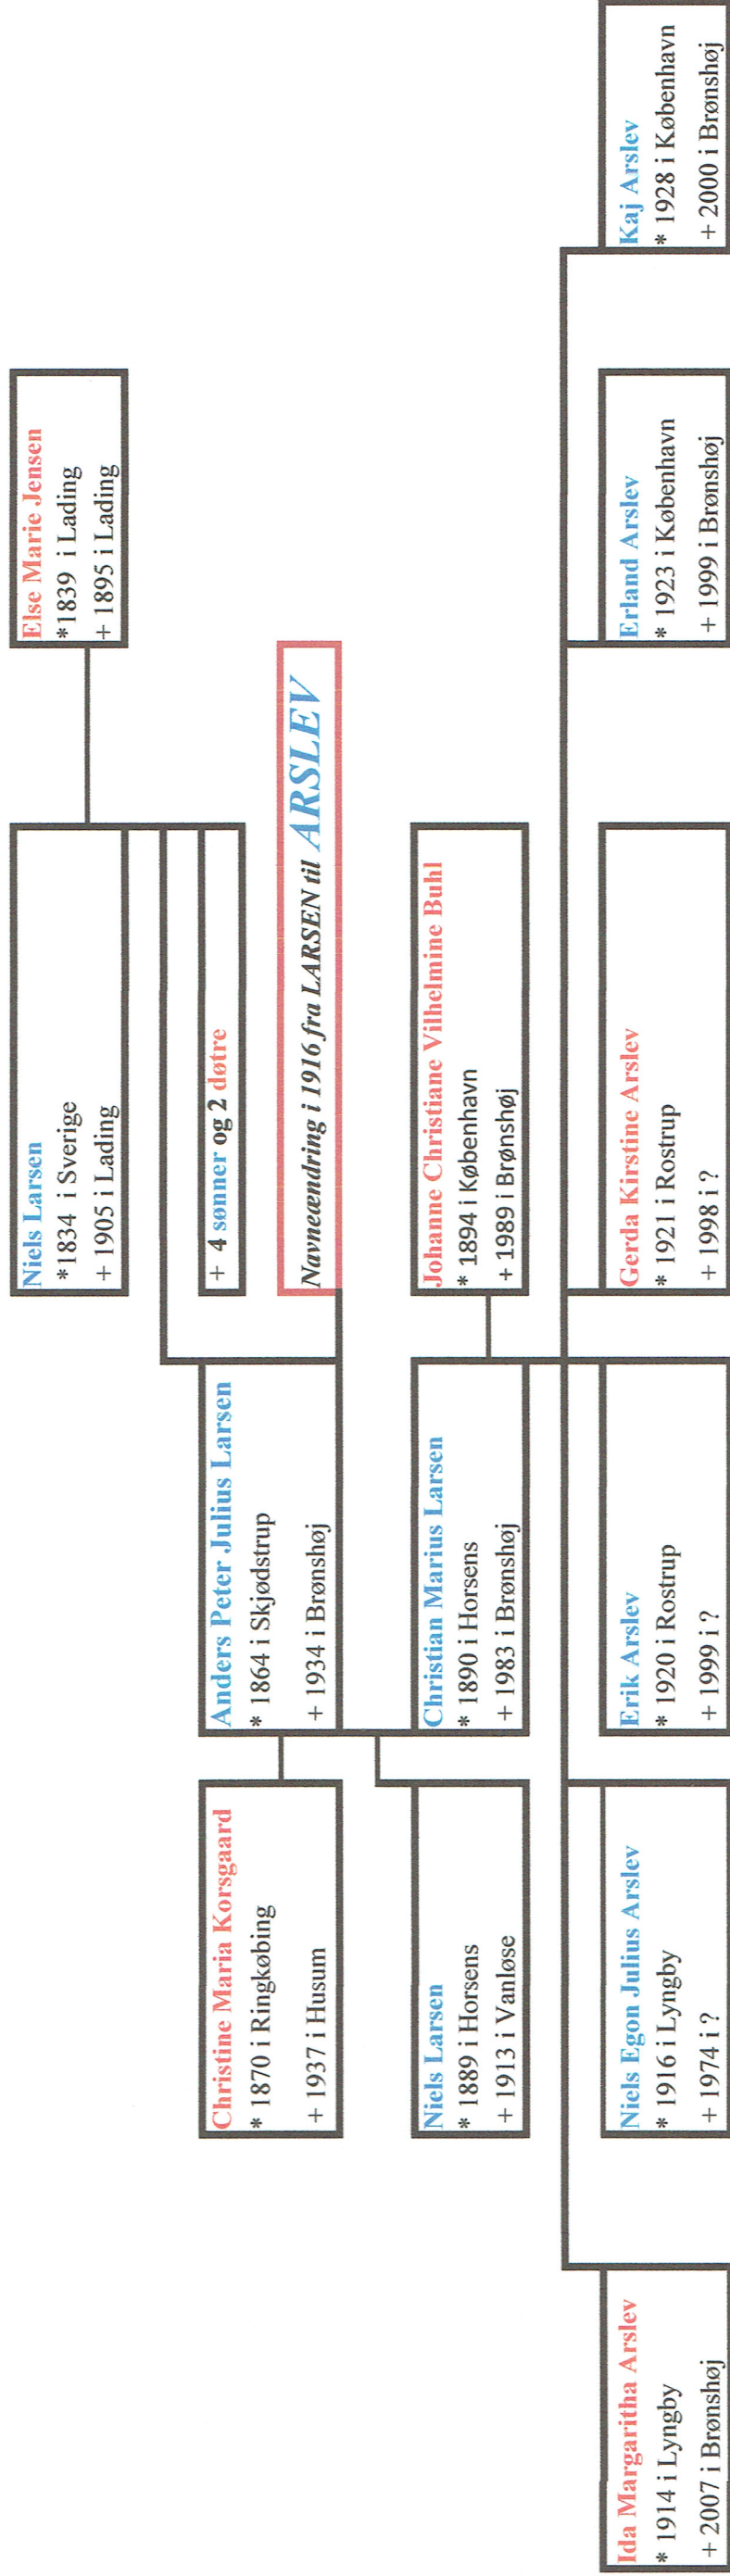 Niels Larsen
*1834 i Sverige
+ 1905 i Lading
Else Marie Jensen
*1839 i Lading
+ 1895 i Lading
Christine Maria Korsgaard
* 1870 i Ringkøbing
+ 1937 i Husum
Anders Peter Julius Larsen
* 1864 i Skjødstrup
+ 1934 i Brønshøj
+ 4 sønner og 2 døtre
Navneændring i 1916 fra LARSEN til ARSLEV
Niels Larsen
* 1889 i Horsens
+ 1913 i Vanløse
Christian Marius Larsen
* 1890 i Horsens
+ 1983 i Brønshøj
Johanne Christiane Vilhelmine Buhl
* 1894 i København
+ 1989 i Brønshøj
Ida Margaritha Arslev
* 1914 i Lyngby
+ 2007 i Brønshøj
Niels Egon Julius Arslev
* 1916 i Lyngby
+ 1974 i ?
Erik Arslev
* 1920 i Rostrup
+ 1999 i ?
Gerda Kirstine Arslev
* 1921 i Rostrup
+ 1998 i ?
Erland Arslev
* 1923 i København
+ 1999 i Brønshøj
Kaj Arslev
* 1928 i København
+ 2000 i Brønshøj